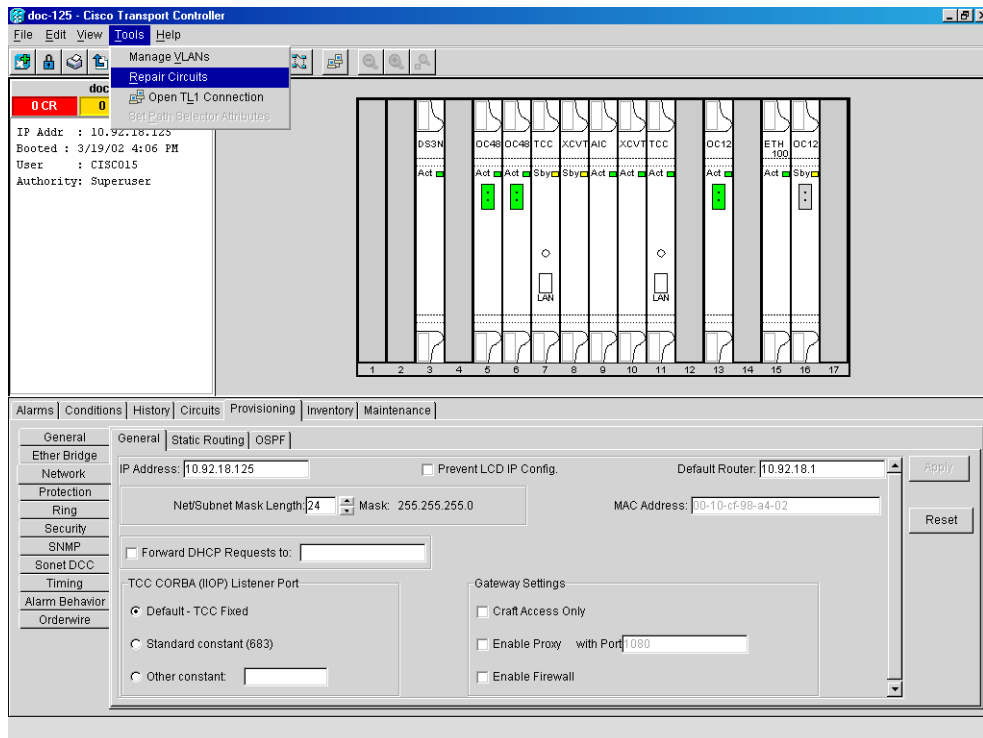 doc-125 - Cisco Transport Controller
File Edit View Tools Help
Manage VLANs
Repair Circuits
Open TL1 Connection
Set Path Selector Attributes
doc
0 CR 0
IP Addr : 10.92.18.125
Booted : 3/19/02 4:06 PM
User : CISCO15
Authority: Superuser
DS3N OC48 OC48 TCC XCVT AIC XCVT TCC OC12 ETH 100 OC12
Act Act Act Sby Sby Act Act Act Act Act Sby
LAN LAN
1 2 3 4 5 6 7 8 9 10 11 12 13 14 15 16 17
Alarms Conditions History Circuits Provisioning Inventory Maintenance
General
Ether Bridge
Network
Protection
Ring
Security
SNMP
Sonet DCC
Timing
Alarm Behavior
Orderwire
General Static Routing OSPF
IP Address: 10.92.18.125 Prevent LCD IP Config. Default Router: 10.92.18.1
Net/Subnet Mask Length: 24 Mask: 255.255.255.0 MAC Address: 00-10-cf-98-a4-02
Forward DHCP Requests to:
TCC CORBA (IIOP) Listener Port
Default - TCC Fixed
Standard constant (683)
Other constant:
Gateway Settings
Craft Access Only
Enable Proxy with Port 1080
Enable Firewall
Apply
Reset